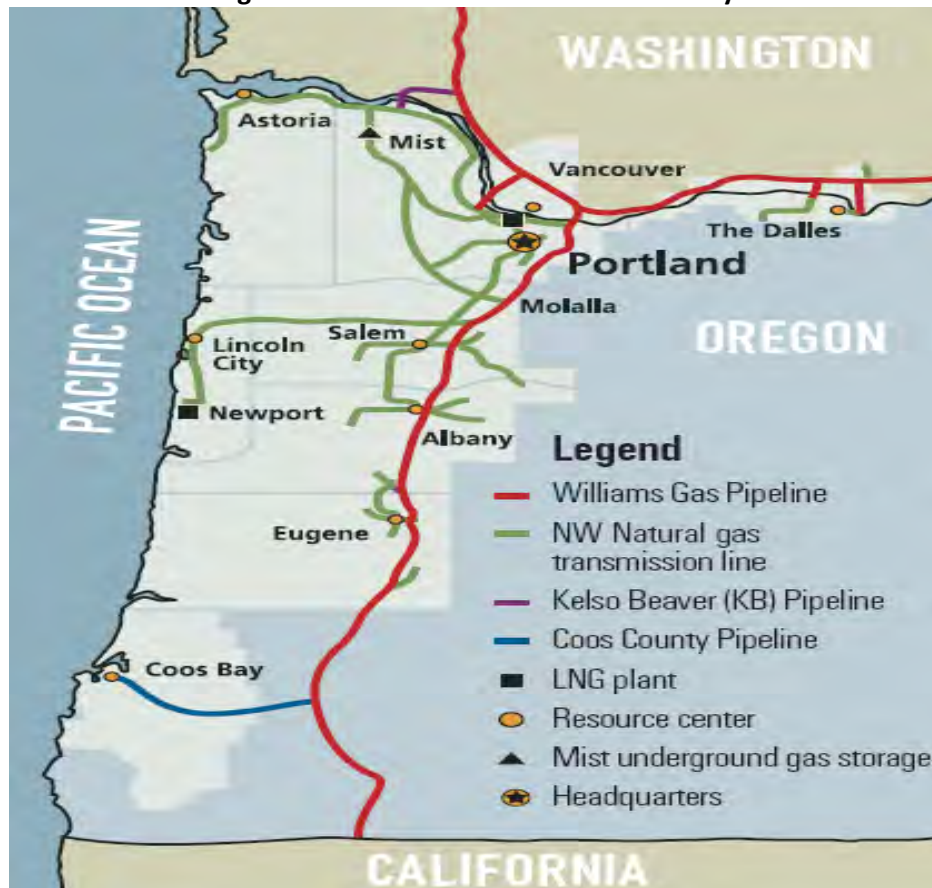 WASHINGTON
Astoria
Mist
Vancouver
The Dalles
Portland
PACIFIC OCEAN
Molalla
Salem
OREGON
Lincoln
City
Newport
Albany
Legend
Williams Gas Pipeline
NW Natural gas
transmission line
Eugene
Kelso Beaver (KB) Pipeline
Coos County Pipeline
Coos Bay
LNG plant
Resource center
Mist underground gas storage
Headquarters
CALIFORNIA